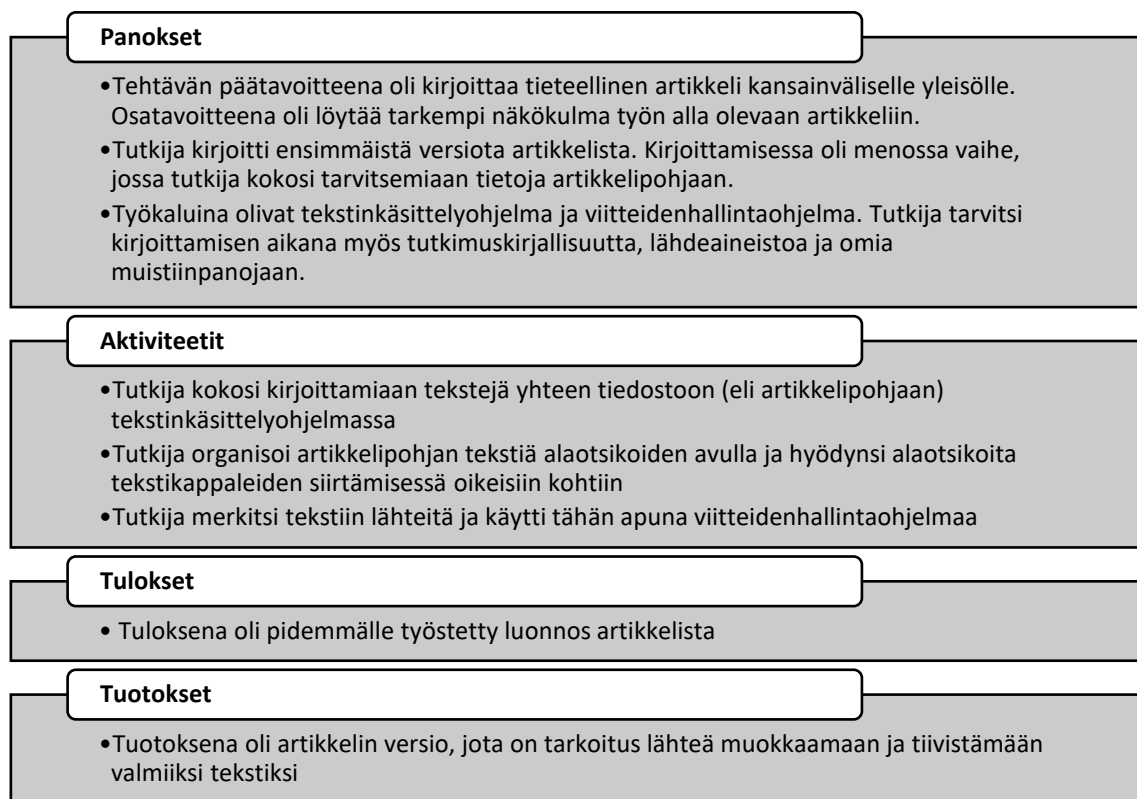 Panokset
•Tehtävän päätavoitteena oli kirjoittaa tieteellinen artikkeli kansainväliselle yleisölle.
Osatavoitteena oli löytää tarkempi näkökulma työn alla olevaan artikkeliin.
•Tutkija kirjoitti ensimmäistä versiota artikkelista. Kirjoittamisessa oli menossa vaihe,
jossa tutkija kokosi tarvitsemiaan tietoja artikkelipohjaan.
•Työkaluina olivat tekstinkäsittelyohjelma ja viitteidenhallintaohjelma. Tutkija tarvitsi
kirjoittamisen aikana myös tutkimuskirjallisuutta, lähdeaineistoa ja omia
muistiinpanojaan.
Aktiviteetit
•Tutkija kokosi kirjoittamiaan tekstejä yhteen tiedostoon (eli artikkelipohjaan)
tekstinkäsittelyohjelmassa
•Tutkija organisoi artikkelipohjan tekstiä alaotsikoiden avulla ja hyödynsi alaotsikoita
tekstikappaleiden siirtämisessä oikeisiin kohtiin
•Tutkija merkitsi tekstiin lähteitä ja käytti tähän apuna viitteidenhallintaohjelmaa
Tulokset
• Tuloksena oli pidemmälle työstetty luonnos artikkelista
Tuotokset
•Tuotoksena oli artikkelin versio, jota on tarkoitus lähteä muokkaamaan ja tiivistämään
valmiiksi tekstiksi